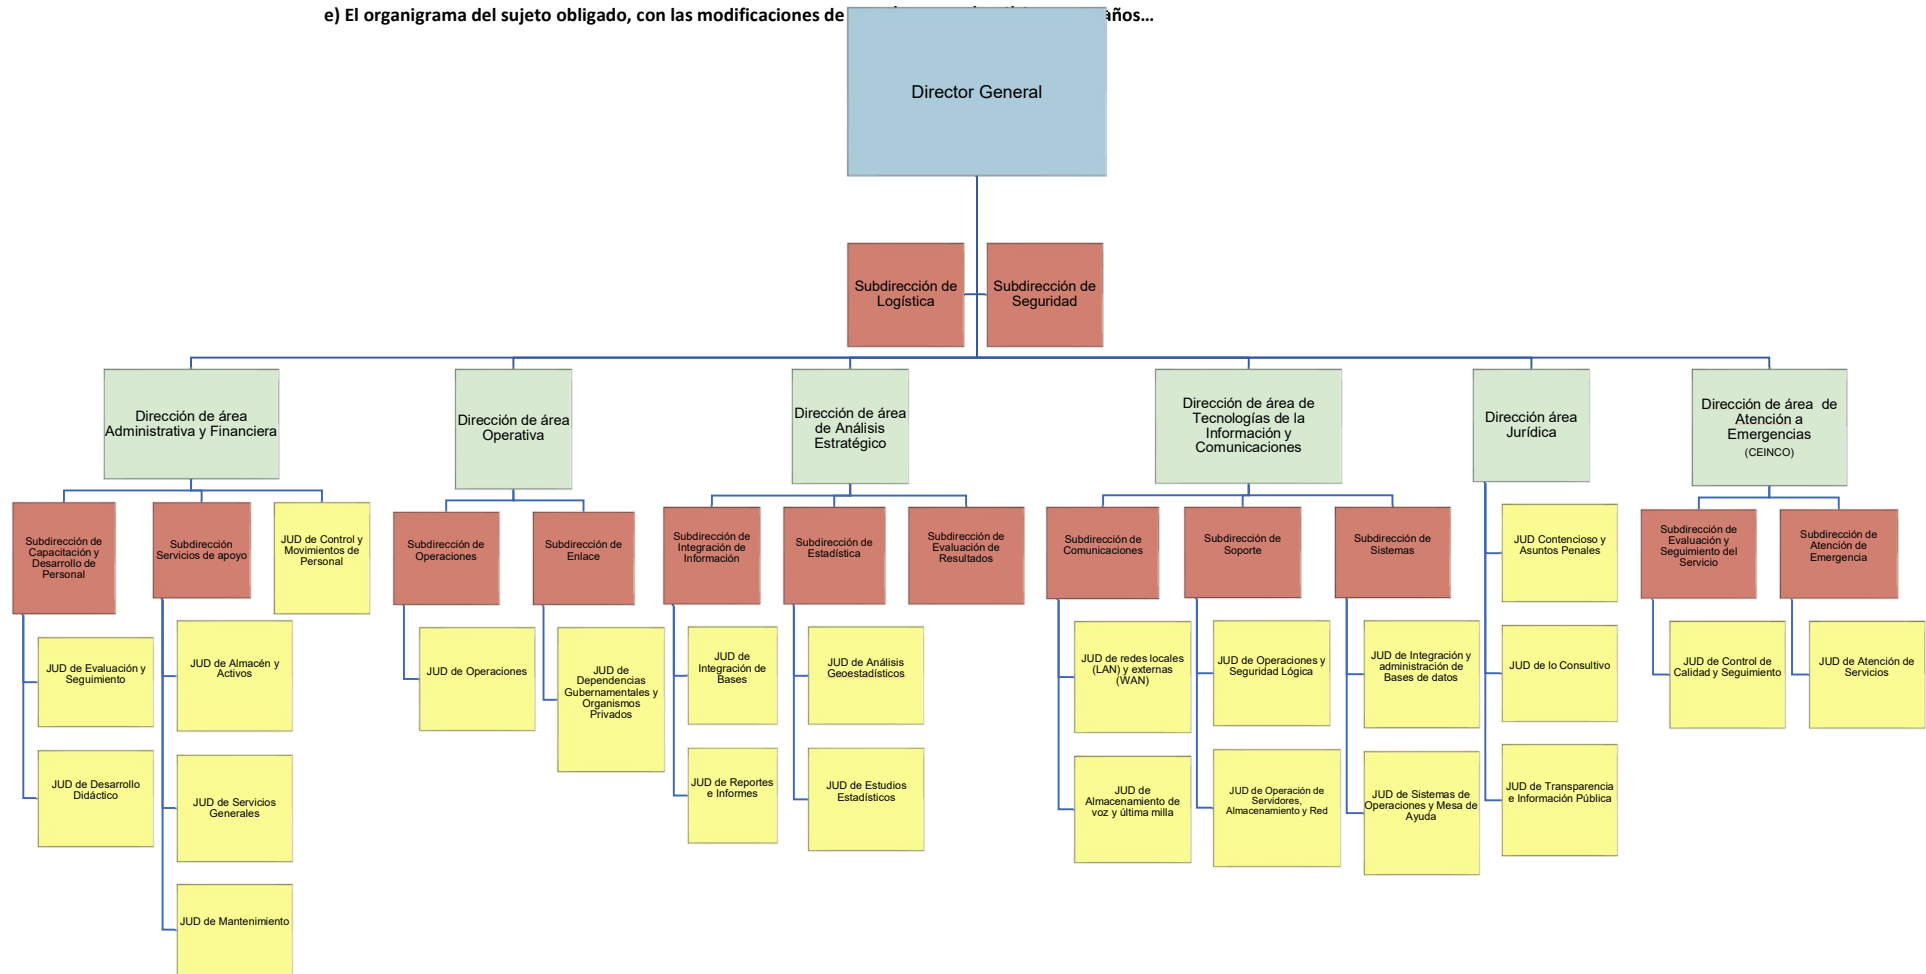 e) El organigrama del sujeto obligado, con las modificaciones de
años…
Director General
Subdirección de
Logística
Subdirección de
Seguridad
Dirección de área
Administrativa y Financiera
Dirección de área
Operativa
Dirección de área
de Análisis
Estratégico
Dirección de área de
Tecnologías de la
Información y
Comunicaciones
Dirección área
Jurídica
Dirección de área de
Atención a
Emergencias
(CEINCO)
Subdirección de
Capacitación y
Desarrollo de
Personal
Subdirección
Servicios de apoyo
JUD de Control y
Movimientos de
Personal
Subdirección de
Operaciones
Subdirección de
Enlace
Subdirección de
Integración de
Información
Subdirección de
Estadística
Subdirección de
Evaluación de
Resultados
Subdirección de
Comunicaciones
Subdirección de
Soporte
Subdirección de
Sistemas
JUD Contencioso y
Asuntos Penales
Subdirección de
Evaluación y
Seguimiento del
Servicio
Subdirección de
Atención de
Emergencia
JUD de Evaluación y
Seguimiento
JUD de Almacén y
Activos
JUD de Operaciones
JUD de
Dependencias
Gubernamentales y
Organismos
Privados
JUD de
Integración de
Bases
JUD de Análisis
Geoestadísticos
JUD de redes locales
(LAN) y externas
(WAN)
JUD de Operaciones y
Seguridad Lógica
JUD de Integración y
administración de
Bases de datos
JUD de lo Consultivo
JUD de Control de
Calidad y Seguimiento
JUD de Atención de
Servicios
JUD de Desarrollo
Didáctico
JUD de Servicios
Generales
JUD de Reportes
e Informes
JUD de Estudios
Estadísticos
JUD de
Almacenamiento de
voz y última milla
JUD de Operación de
Servidores,
Almacenamiento y Red
JUD de Sistemas de
Operaciones y Mesa de
Ayuda
JUD de Transparencia
e Información Pública
JUD de Mantenimiento